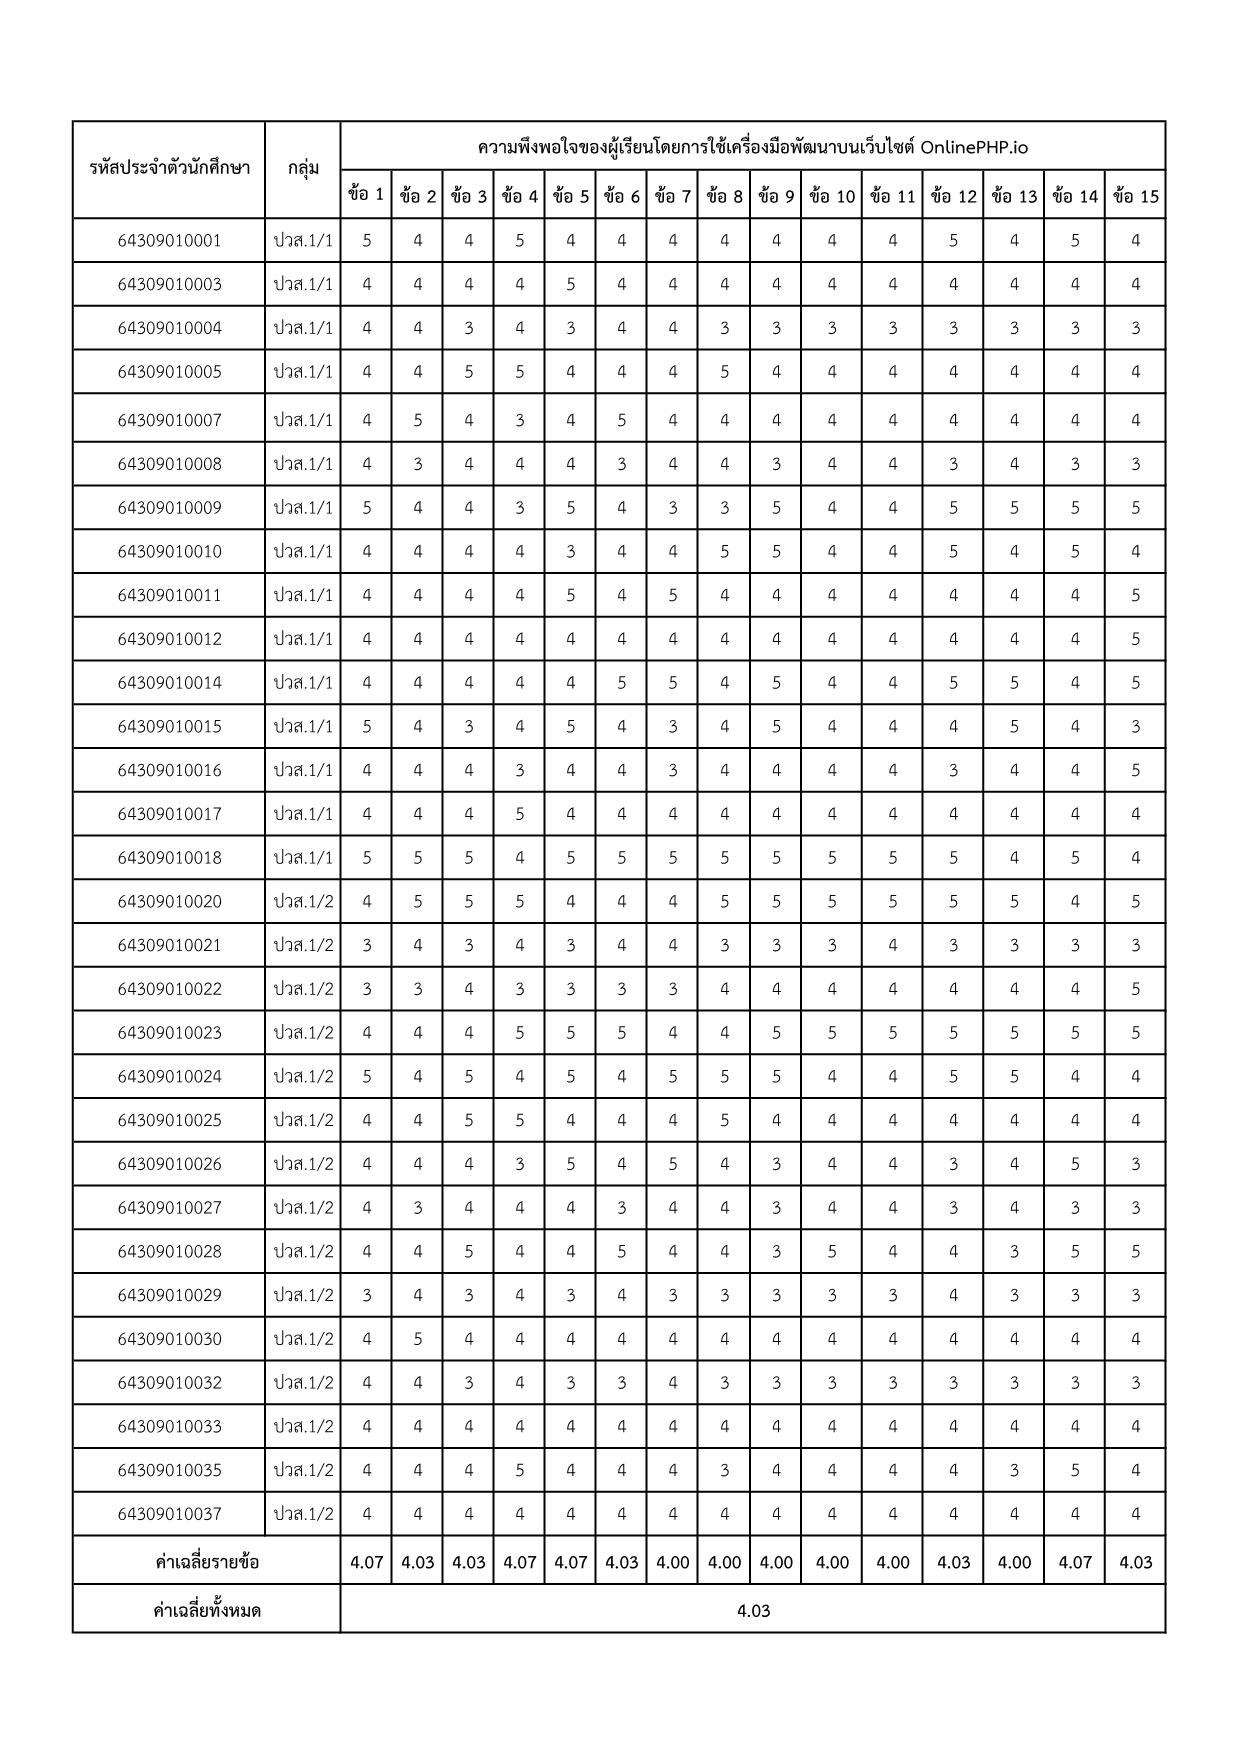 ความพึงพอใจของผู้เรียนโดยการใช้เครื่องมือพัฒนาบนเว็บไซต์ OnlinePHP.io
รหัสประจำตัวนักศึกษา กลุ่ม
ข้อ 1 ข้อ 2 ข้อ 3 ข้อ 4 ข้อ 5 ข้อ 6 ข้อ 7 ข้อ 8 ข้อ 9 ข้อ 10 ข้อ 11 ข้อ 12 ข้อ 13 ข้อ 14 ข้อ 15
64309010001 ปวส.1/1 5 4 4 5 4 4 4 4 4 4 4 5 4 5 4
64309010003 ปวส.1/1 4 4 4 4 5 4 4 4 4 4 4 4 4 4 4
64309010004 ปวส.1/1 4 4 3 4 3 4 4 3 3 3 3 3 3 3 3
64309010005 ปวส.1/1 4 4 5 5 4 4 4 5 4 4 4 4 4 4 4
64309010007 ปวส.1/1 4 5 4 3 4 5 4 4 4 4 4 4 4 4 4
64309010008 ปวส.1/1 4 3 4 4 4 3 4 4 3 4 4 3 4 3 3
64309010009 ปวส.1/1 5 4 4 3 5 4 3 3 5 4 4 5 5 5 5
64309010010 ปวส.1/1 4 4 4 4 3 4 4 5 5 4 4 5 4 5 4
64309010011 ปวส.1/1 4 4 4 4 5 4 5 4 4 4 4 4 4 4 5
64309010012 ปวส.1/1 4 4 4 4 4 4 4 4 4 4 4 4 4 4 5
64309010014 ปวส.1/1 4 4 4 4 4 5 5 4 5 4 4 5 5 4 5
64309010015 ปวส.1/1 5 4 3 4 5 4 3 4 5 4 4 4 5 4 3
64309010016 ปวส.1/1 4 4 4 3 4 4 3 4 4 4 4 3 4 4 5
64309010017 ปวส.1/1 4 4 4 5 4 4 4 4 4 4 4 4 4 4 4
64309010018 ปวส.1/1 5 5 5 4 5 5 5 5 5 5 5 5 4 5 4
64309010020 ปวส.1/2 4 5 5 5 4 4 4 5 5 5 5 5 5 4 5
64309010021 ปวส.1/2 3 4 3 4 3 4 4 3 3 3 4 3 3 3 3
64309010022 ปวส.1/2 3 3 4 3 3 3 3 4 4 4 4 4 4 4 5
64309010023 ปวส.1/2 4 4 4 5 5 5 4 4 5 5 5 5 5 5 5
64309010024 ปวส.1/2 5 4 5 4 5 4 5 5 5 4 4 5 5 4 4
64309010025 ปวส.1/2 4 4 5 5 4 4 4 5 4 4 4 4 4 4 4
64309010026 ปวส.1/2 4 4 4 3 5 4 5 4 3 4 4 3 4 5 3
64309010027 ปวส.1/2 4 3 4 4 4 3 4 4 3 4 4 3 4 3 3
64309010028 ปวส.1/2 4 4 5 4 4 5 4 4 3 5 4 4 3 5 5
64309010029 ปวส.1/2 3 4 3 4 3 4 3 3 3 3 3 4 3 3 3
64309010030 ปวส.1/2 4 5 4 4 4 4 4 4 4 4 4 4 4 4 4
64309010032 ปวส.1/2 4 4 3 4 3 3 4 3 3 3 3 3 3 3 3
64309010033 ปวส.1/2 4 4 4 4 4 4 4 4 4 4 4 4 4 4 4
64309010035 ปวส.1/2 4 4 4 5 4 4 4 3 4 4 4 4 3 5 4
64309010037 ปวส.1/2 4 4 4 4 4 4 4 4 4 4 4 4 4 4 4
ค่าเฉลี่ยรายข้อ 4.07 4.03 4.03 4.07 4.07 4.03 4.00 4.00 4.00 4.00 4.00 4.03 4.00 4.07 4.03
ค่าเฉลี่ยทั้งหมด 4.03